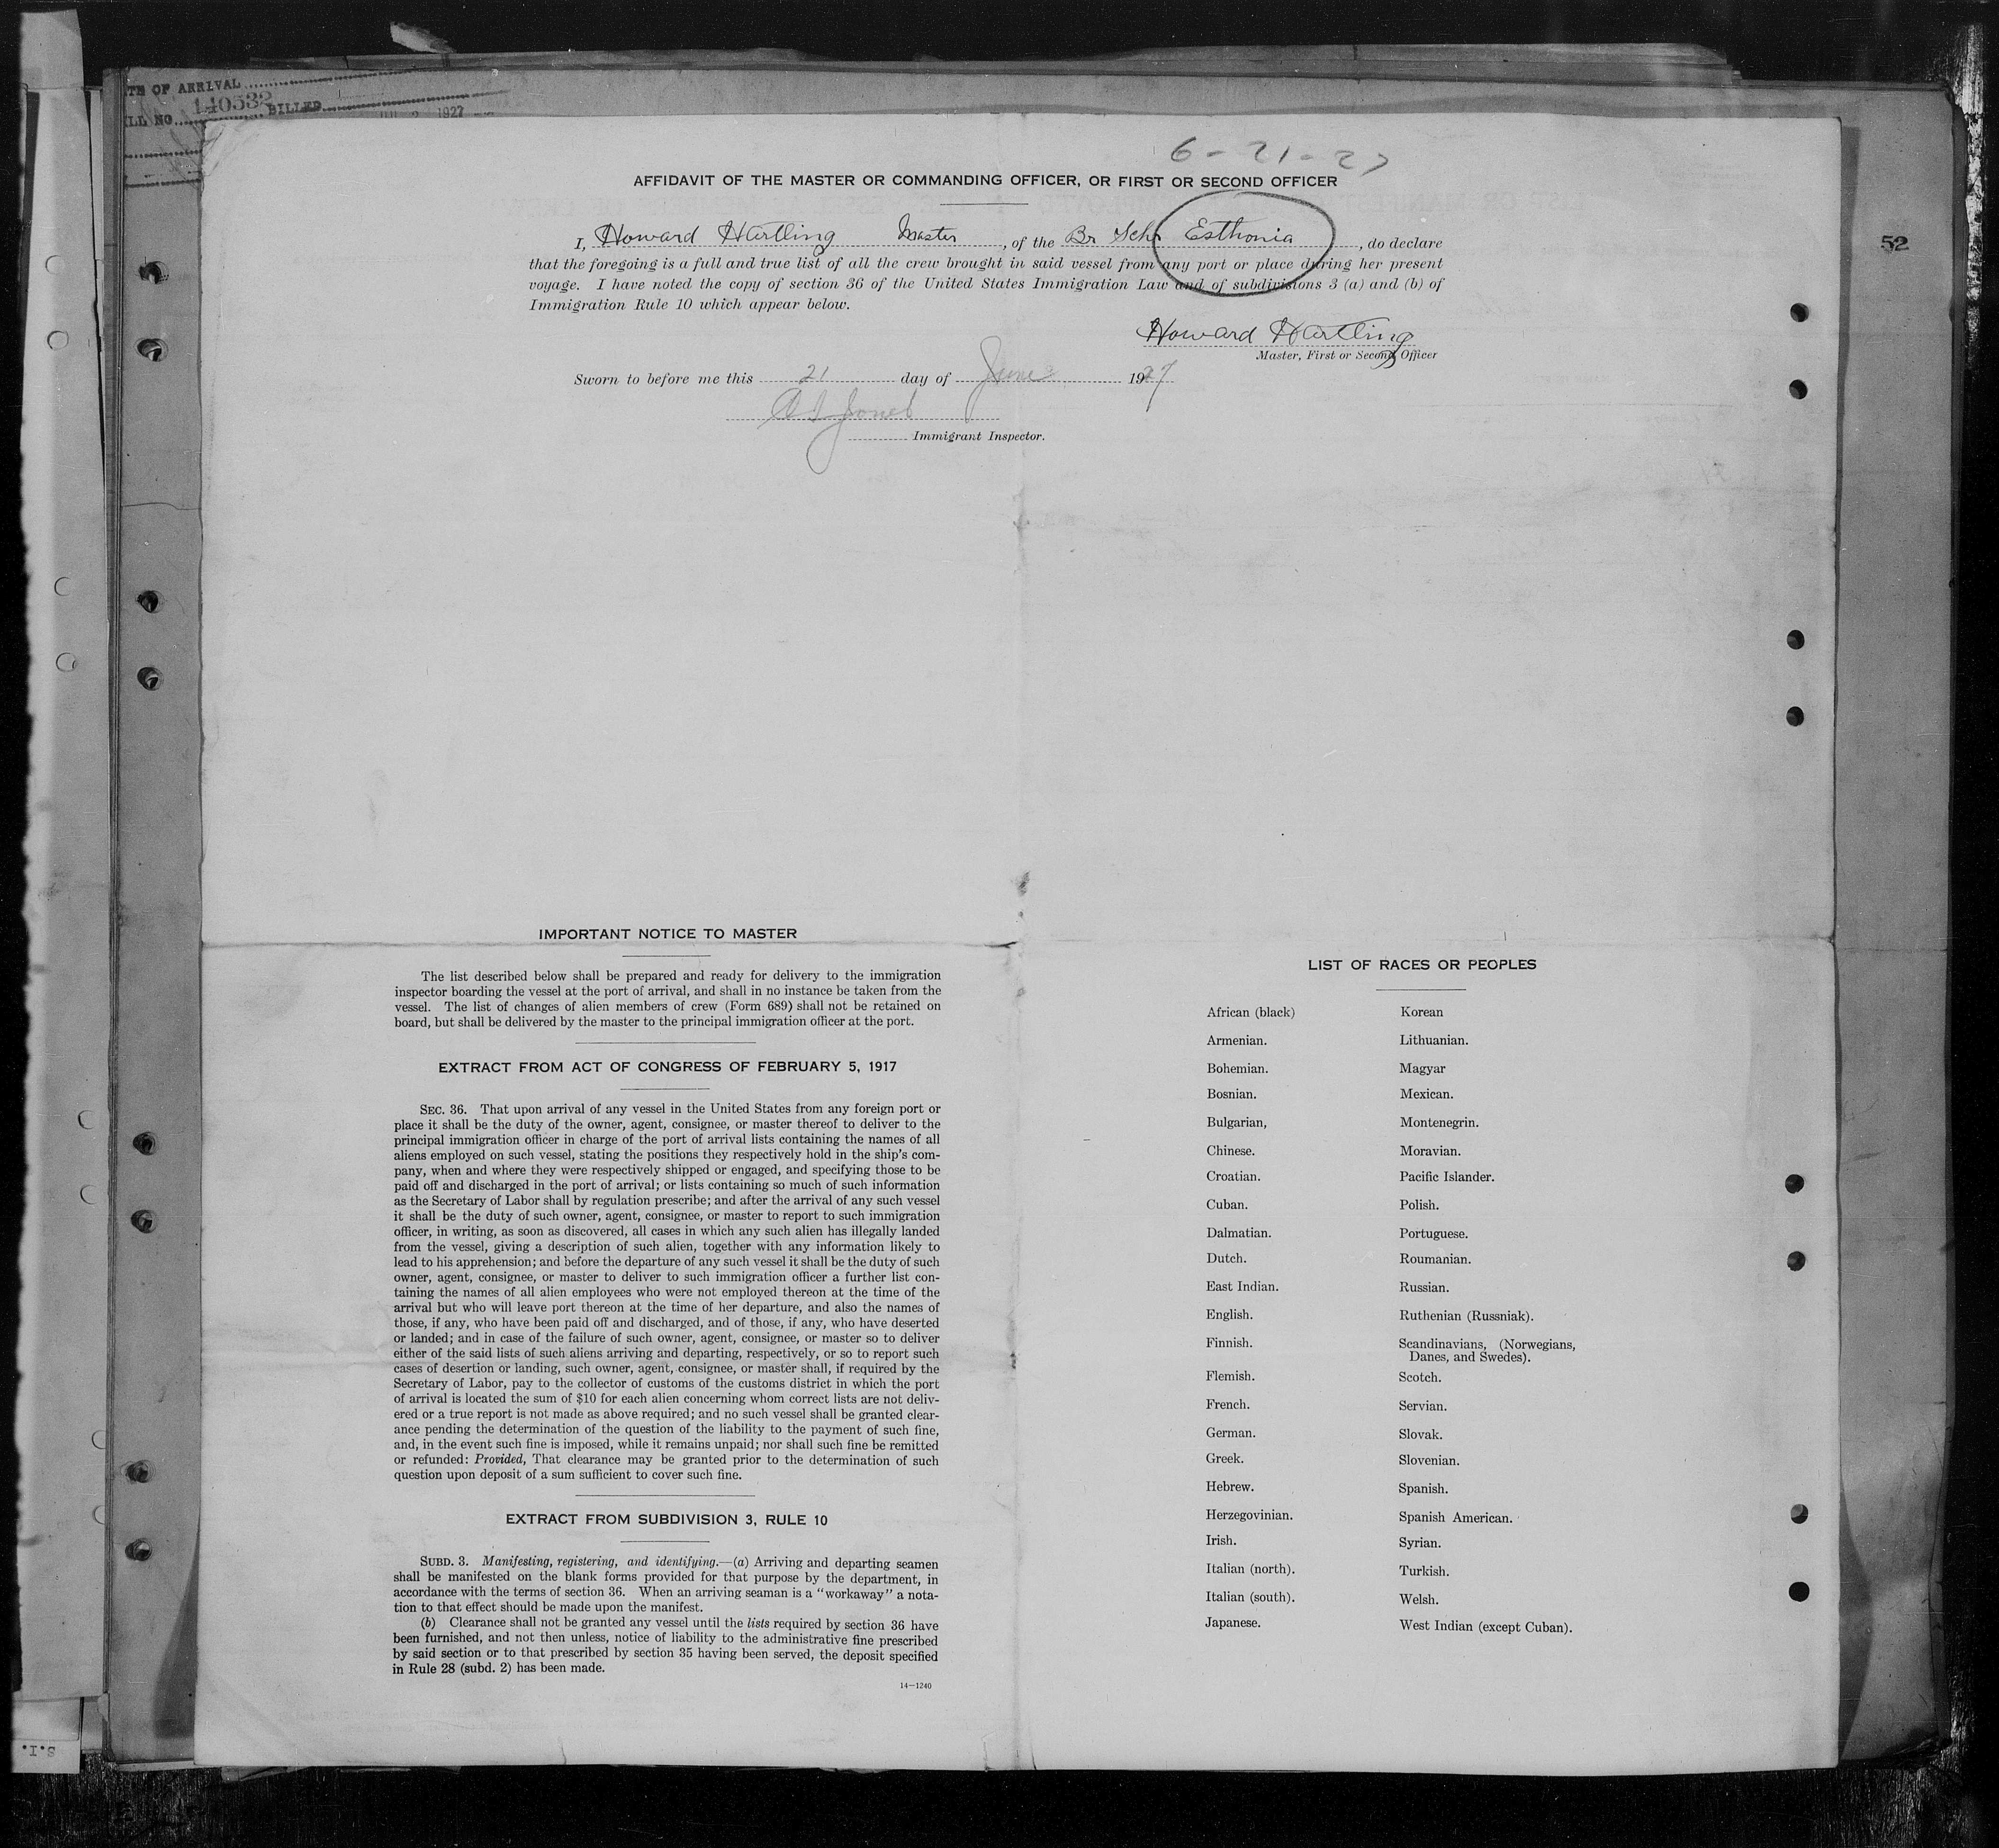 TE OF ARRIVAL
140532
LL NO. BILLED
1927
6-21-27
AFFIDAVIT OF THE MASTER OR COMMANDING OFFICER, OR FIRST OR SECOND OFFICER
I, Howard Hartling Master, of the Br Schr Esthonia, do declare
that the foregoing is a full and true list of all the crew brought in said vessel from any port or place during her present
voyage. I have noted the copy of section 36 of the United States Immigration Law and of subdivisions 3 (a) and (b) of
Immigration Rule 10 which appear below.
52
Howard Hartling
Master, First or Second Officer
Sworn to before me this 21 day of June 1927
Jones
Immigrant Inspector.
IMPORTANT NOTICE TO MASTER
The list described below shall be prepared and ready for delivery to the immigration
inspector boarding the vessel at the port of arrival, and shall in no instance be taken from the
vessel. The list of changes of alien members of crew (Form 689) shall not be retained on
board, but shall be delivered by the master to the principal immigration officer at the port.
EXTRACT FROM ACT OF CONGRESS OF FEBRUARY 5, 1917
SEC. 36. That upon arrival of any vessel in the United States from any foreign port or
place it shall be the duty of the owner, agent, consignee, or master thereof to deliver to the
principal immigration officer in charge of the port of arrival lists containing the names of all
aliens employed on such vessel, stating the positions they respectively hold in the ship's com-
pany, when and where they were respectively shipped or engaged, and specifying those to be
paid off and discharged in the port of arrival; or lists containing so much of such information
as the Secretary of Labor shall by regulation prescribe; and after the arrival of any such vessel
it shall be the duty of such owner, agent, consignee, or master to report to such immigration
officer, in writing, as soon as discovered, all cases in which any such alien has illegally landed
from the vessel, giving a description of such alien, together with any information likely to
lead to his apprehension; and before the departure of any such vessel it shall be the duty of such
owner, agent, consignee, or master to deliver to such immigration officer a further list con-
taining the names of all alien employees who were not employed thereon at the time of the
arrival but who will leave port thereon at the time of her departure, and also the names of
those, if any, who have been paid off and discharged, and of those, if any, who have deserted
or landed; and in case of the failure of such owner, agent, consignee, or master so to deliver
either of the said lists of such aliens arriving and departing, respectively, or so to report such
cases of desertion or landing, such owner, agent, consignee, or master shall, if required by the
Secretary of Labor, pay to the collector of customs of the customs district in which the port
of arrival is located the sum of $10 for each alien concerning whom correct lists are not deliv-
ered or a true report is not made as above required; and no such vessel shall be granted clear-
ance pending the determination of the question of the liability to the payment of such fine,
and, in the event such fine is imposed, while it remains unpaid; nor shall such fine be remitted
or refunded: Provided, That clearance may be granted prior to the determination of such
question upon deposit of a sum sufficient to cover such fine.
EXTRACT FROM SUBDIVISION 3, RULE 10
SUBD. 3. Manifesting, registering, and identifying.—(a) Arriving and departing seamen
shall be manifested on the blank forms provided for that purpose by the department, in
accordance with the terms of section 36. When an arriving seaman is a "workaway" a nota-
tion to that effect should be made upon the manifest.
(b) Clearance shall not be granted any vessel until the lists required by section 36 have
been furnished, and not then unless, notice of liability to the administrative fine prescribed
by said section or to that prescribed by section 35 having been served, the deposit specified
in Rule 28 (subd. 2) has been made.
14—1240
LIST OF RACES OR PEOPLES
African (black)
Armenian.
Bohemian.
Bosnian.
Bulgarian,
Chinese.
Croatian.
Cuban.
Dalmatian.
Dutch.
East Indian.
English.
Finnish.
Flemish.
French.
German.
Greek.
Hebrew.
Herzegovinian.
Irish.
Italian (north).
Italian (south).
Japanese.
Korean
Lithuanian.
Magyar
Mexican.
Montenegrin.
Moravian.
Pacific Islander.
Polish.
Portuguese.
Roumanian.
Russian.
Ruthenian (Russniak).
Scandinavians, (Norwegians,
Danes, and Swedes).
Scotch.
Servian.
Slovak.
Slovenian.
Spanish.
Spanish American.
Syrian.
Turkish.
Welsh.
West Indian (except Cuban).
S.I.